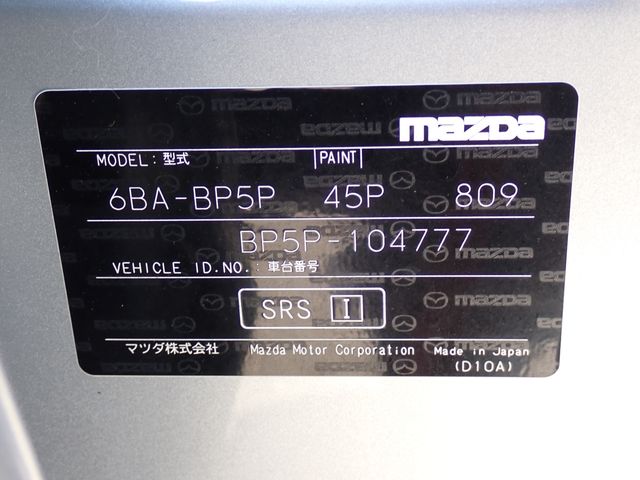 mazda
MODEL: 型式 PAINT
6BA-BP5P 45P 809
BP5P-104777
VEHICLE ID.NO.: 車台番号
SRS I
マツダ株式会社 Mazda Motor Corporation Made in Japan
(D10A)